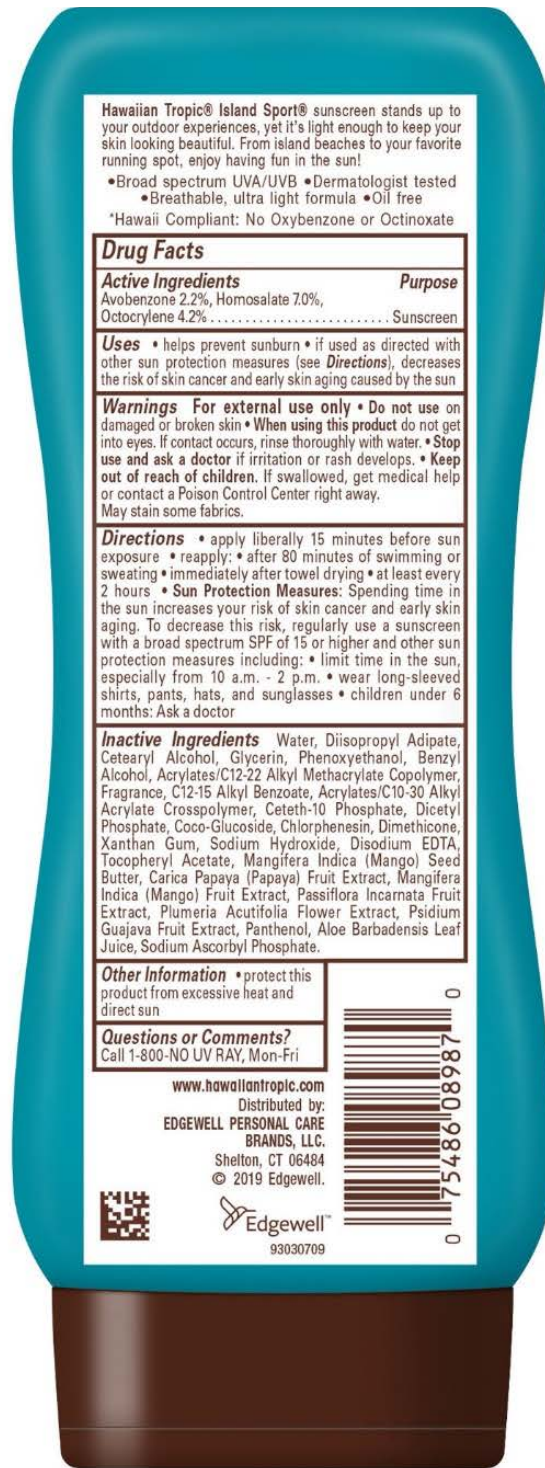 Hawaiian Tropic® Island Sport® sunscreen stands up to
your outdoor experiences, yet it's light enough to keep your
skin looking beautiful. From island beaches to your favorite
running spot, enjoy having fun in the sun!
•Broad spectrum UVA/UVB •Dermatologist tested
•Breathable, ultra light formula •Oil free
*Hawaii Compliant: No Oxybenzone or Octinoxate
Drug Facts
Active Ingredients Purpose
Avobenzone 2.2%, Homosalate 7.0%,
Octocrylene 4.2% . . . . . . . . . . . . . . . . . . . . . . . . . . Sunscreen
Uses • helps prevent sunburn • if used as directed with
other sun protection measures (see Directions), decreases
the risk of skin cancer and early skin aging caused by the sun
Warnings For external use only • Do not use on
damaged or broken skin • When using this product do not get
into eyes. If contact occurs, rinse thoroughly with water. • Stop
use and ask a doctor if irritation or rash develops. • Keep
out of reach of children. If swallowed, get medical help
or contact a Poison Control Center right away.
May stain some fabrics.
Directions • apply liberally 15 minutes before sun
exposure • reapply: • after 80 minutes of swimming or
sweating • immediately after towel drying • at least every
2 hours • Sun Protection Measures: Spending time in
the sun increases your risk of skin cancer and early skin
aging. To decrease this risk, regularly use a sunscreen
with a broad spectrum SPF of 15 or higher and other sun
protection measures including: • limit time in the sun,
especially from 10 a.m. - 2 p.m. • wear long-sleeved
shirts, pants, hats, and sunglasses • children under 6
months: Ask a doctor
Inactive Ingredients Water, Diisopropyl Adipate,
Cetearyl Alcohol, Glycerin, Phenoxyethanol, Benzyl
Alcohol, Acrylates/C12-22 Alkyl Methacrylate Copolymer,
Fragrance, C12-15 Alkyl Benzoate, Acrylates/C10-30 Alkyl
Acrylate Crosspolymer, Ceteth-10 Phosphate, Dicetyl
Phosphate, Coco-Glucoside, Chlorphenesin, Dimethicone,
Xanthan Gum, Sodium Hydroxide, Disodium EDTA,
Tocopheryl Acetate, Mangifera Indica (Mango) Seed
Butter, Carica Papaya (Papaya) Fruit Extract, Mangifera
Indica (Mango) Fruit Extract, Passiflora Incarnata Fruit
Extract, Plumeria Acutifolia Flower Extract, Psidium
Guajava Fruit Extract, Panthenol, Aloe Barbadensis Leaf
Juice, Sodium Ascorbyl Phosphate.
Other Information • protect this
product from excessive heat and
direct sun
Questions or Comments?
Call 1-800-NO UV RAY, Mon-Fri
www.hawaiiantropic.com
Distributed by:
EDGEWELL PERSONAL CARE
BRANDS, LLC.
Shelton, CT 06484
© 2019 Edgewell.
Edgewell™
93030709
0 75486 08987 0